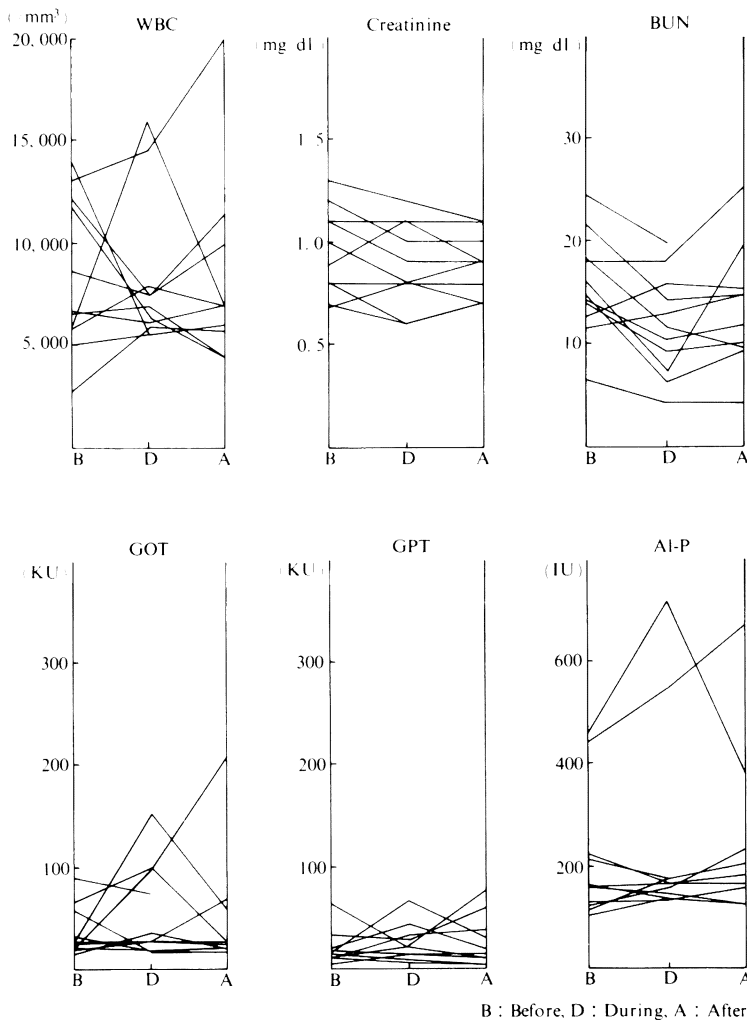 WBC
( mm³)
20,000
15,000
10,000
5,000
B D A
Creatinine
(mg dl)
1 5
1.0
0.5
B D A
BUN
(mg dl)
30
20
10
B D A
GOT
(KU)
300
200
100
B D A
GPT
(KU)
300
200
100
B D A
Al-P
(IU)
600
400
200
B D A
B : Before, D : During, A : After